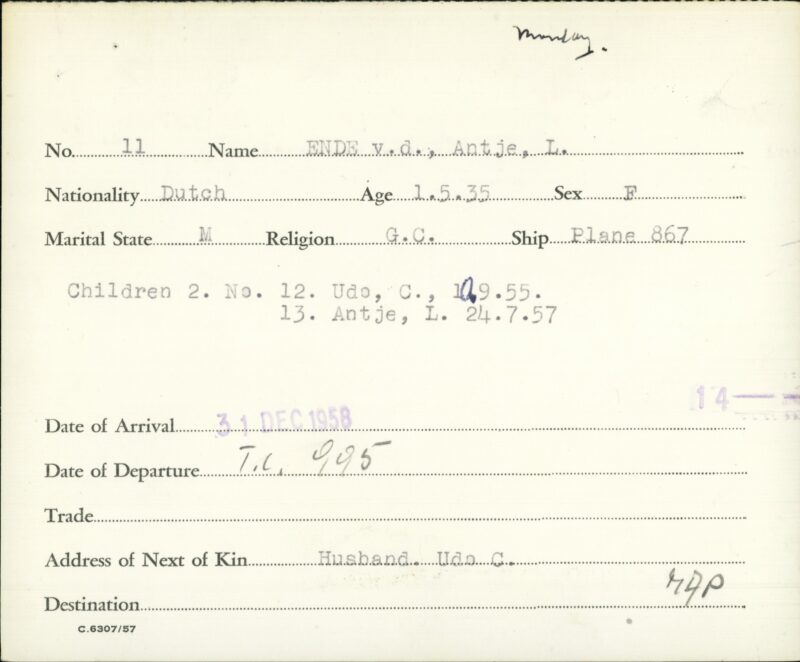 Monday.
No. 11 Name ENDE v.d., Antje, L.
Nationality Dutch Age 1.5.35 Sex F
Marital State M Religion G.C. Ship Plane 867
Children 2. No. 12. Udo, C., 19.9.55.
13. Antje, L. 24.7.57
14
Date of Arrival 31 DEC 1958
Date of Departure T.C. 995
Trade
Address of Next of Kin Husband. Udo C.
Destination
C.6307/57